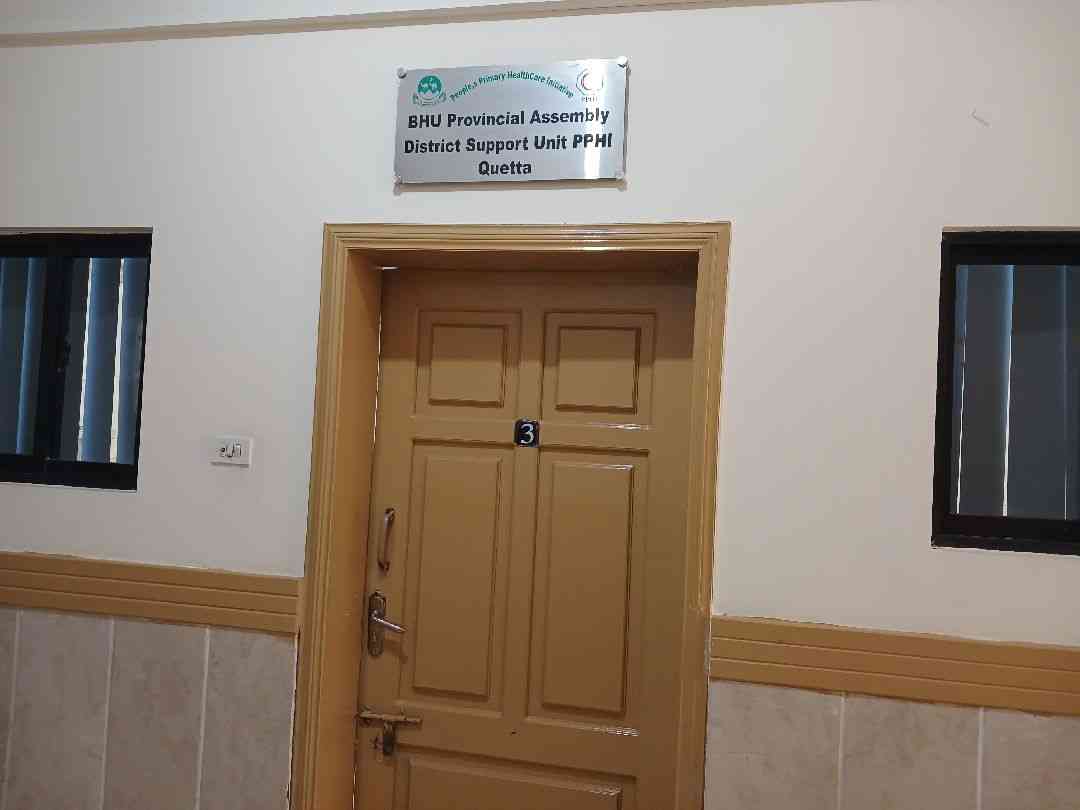 People,s Primary HealthCare Initiative
PPHI
BHU Provincial Assembly
District Support Unit PPHI
Quetta
3